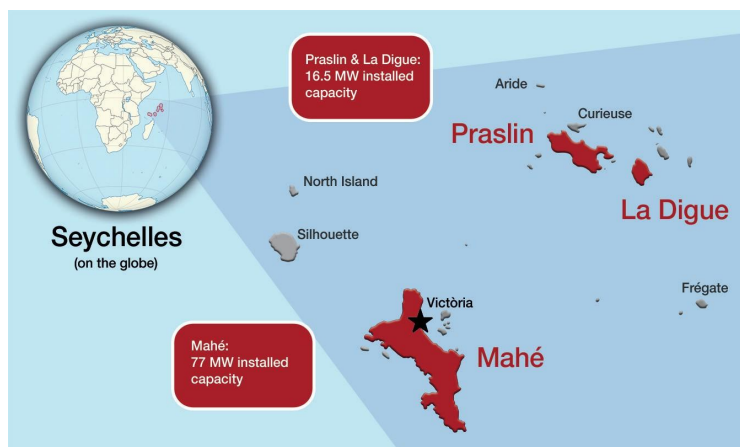 Praslin & La Digue:
16.5 MW installed
capacity
Aride
Curieuse
Praslin
La Digue
North Island
Seychelles
(on the globe)
Silhouette
Frégate
Victòria
Mahé
Mahé:
77 MW installed
capacity